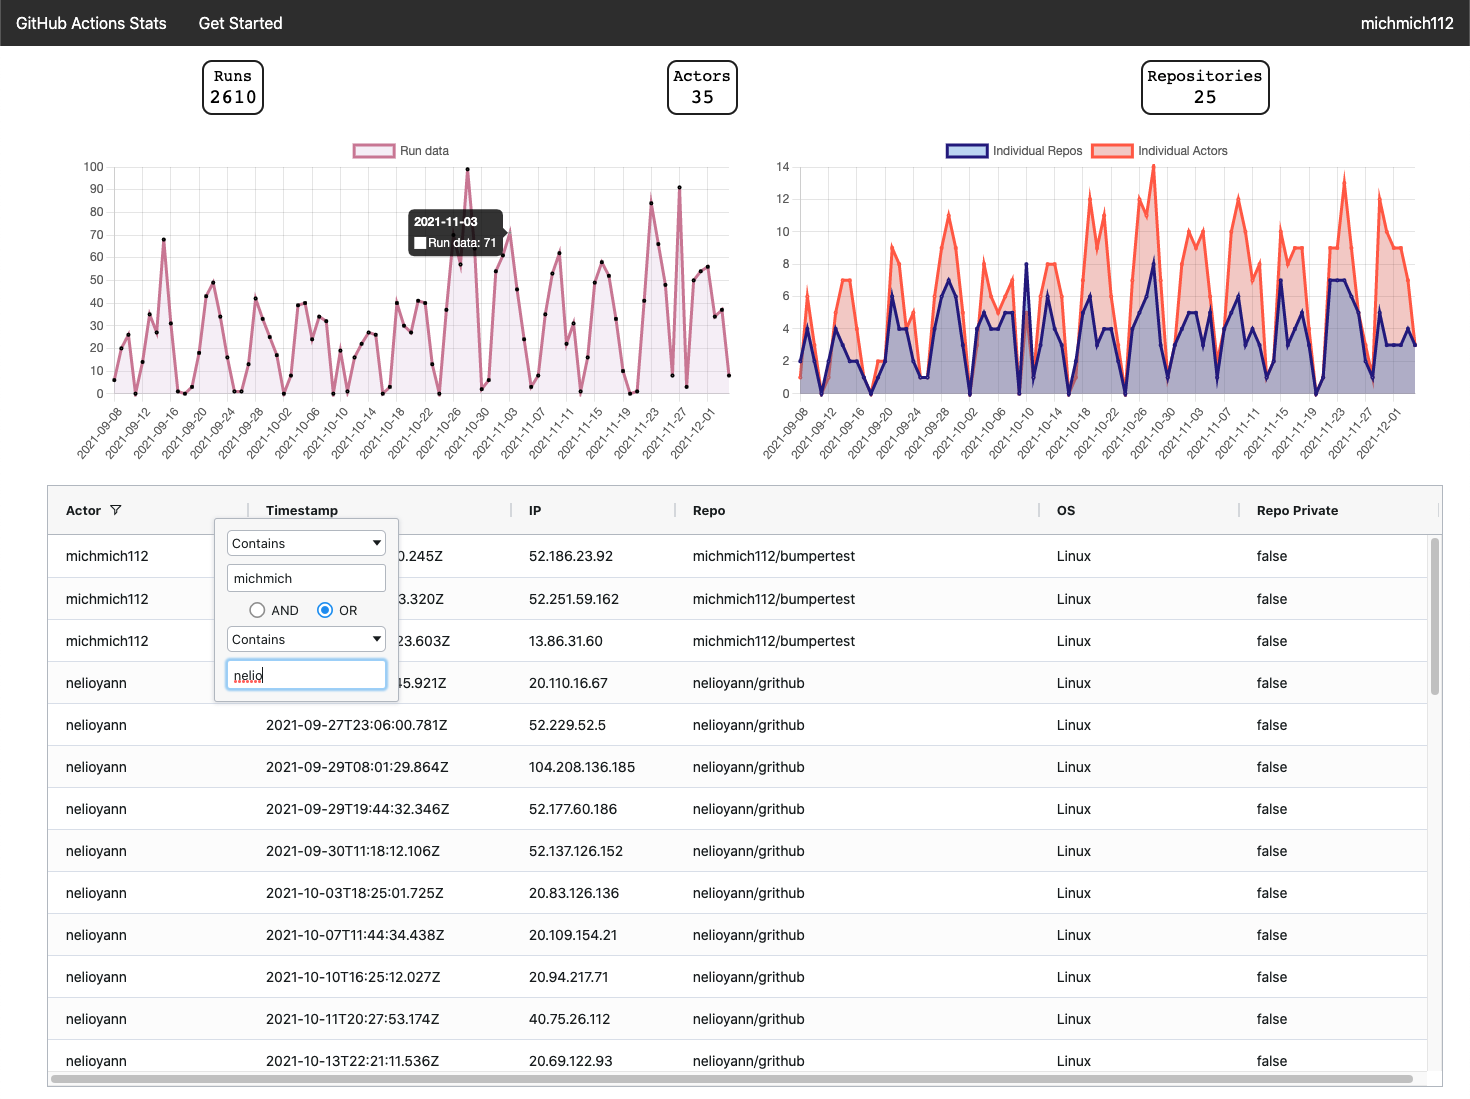 GitHub Actions Stats Get Started michmich112
Runs
2610
Actors
35
Repositories
25
Run data
100
90
80
70
60
50
40
30
20
10
0
2021-11-03
Run data: 71
2021-09-08
2021-09-12
2021-09-16
2021-09-20
2021-09-24
2021-09-28
2021-10-02
2021-10-06
2021-10-10
2021-10-14
2021-10-18
2021-10-22
2021-10-26
2021-10-30
2021-11-03
2021-11-07
2021-11-11
2021-11-15
2021-11-19
2021-11-23
2021-11-27
2021-12-01
Individual Repos Individual Actors
14
12
10
8
6
4
2
0
2021-09-08
2021-09-12
2021-09-16
2021-09-20
2021-09-24
2021-09-28
2021-10-02
2021-10-06
2021-10-10
2021-10-14
2021-10-18
2021-10-22
2021-10-26
2021-10-30
2021-11-03
2021-11-07
2021-11-11
2021-11-15
2021-11-19
2021-11-23
2021-11-27
2021-12-01
Actor Timestamp IP Repo OS Repo Private
Contains
michmich
AND OR
Contains
nelio
michmich112 0.245Z 52.186.23.92 michmich112/bumpertest Linux false
michmich112 3.320Z 52.251.59.162 michmich112/bumpertest Linux false
michmich112 23.603Z 13.86.31.60 michmich112/bumpertest Linux false
nelioyann 45.921Z 20.110.16.67 nelioyann/grithub Linux false
nelioyann 2021-09-27T23:06:00.781Z 52.229.52.5 nelioyann/grithub Linux false
nelioyann 2021-09-29T08:01:29.864Z 104.208.136.185 nelioyann/grithub Linux false
nelioyann 2021-09-29T19:44:32.346Z 52.177.60.186 nelioyann/grithub Linux false
nelioyann 2021-09-30T11:18:12.106Z 52.137.126.152 nelioyann/grithub Linux false
nelioyann 2021-10-03T18:25:01.725Z 20.83.126.136 nelioyann/grithub Linux false
nelioyann 2021-10-07T11:44:34.438Z 20.109.154.21 nelioyann/grithub Linux false
nelioyann 2021-10-10T16:25:12.027Z 20.94.217.71 nelioyann/grithub Linux false
nelioyann 2021-10-11T20:27:53.174Z 40.75.26.112 nelioyann/grithub Linux false
nelioyann 2021-10-13T22:21:11.536Z 20.69.122.93 nelioyann/grithub Linux false